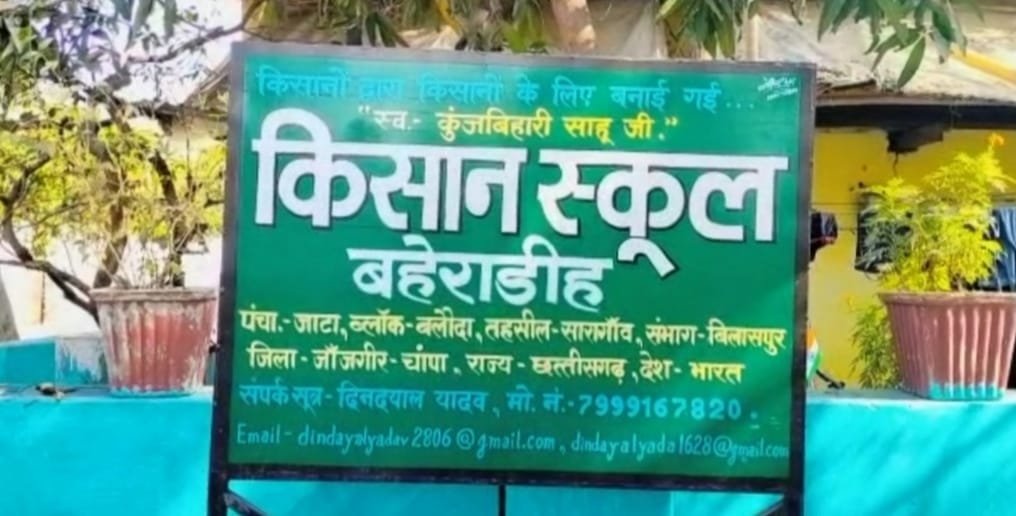 किसानों द्वारा किसानों के लिए बनाई गई...
"स्व.- कुंजबिहारी साहू जी."
किसान स्कूल
बहेराडीह
पंचा.-जाटा, ब्लॉक-बलौदा, तहसील-सारागाँव, संभाग-बिलासपुर
जिला-जाँजगीर-चांपा, राज्य-छत्तीसगढ़, देश-भारत
संपर्क सूत्र-दिनदयाल यादव, मो. नं.-7999167820.
Email-dindayalyadav2806@gmail.com, dindayalyada1628@gmail.com